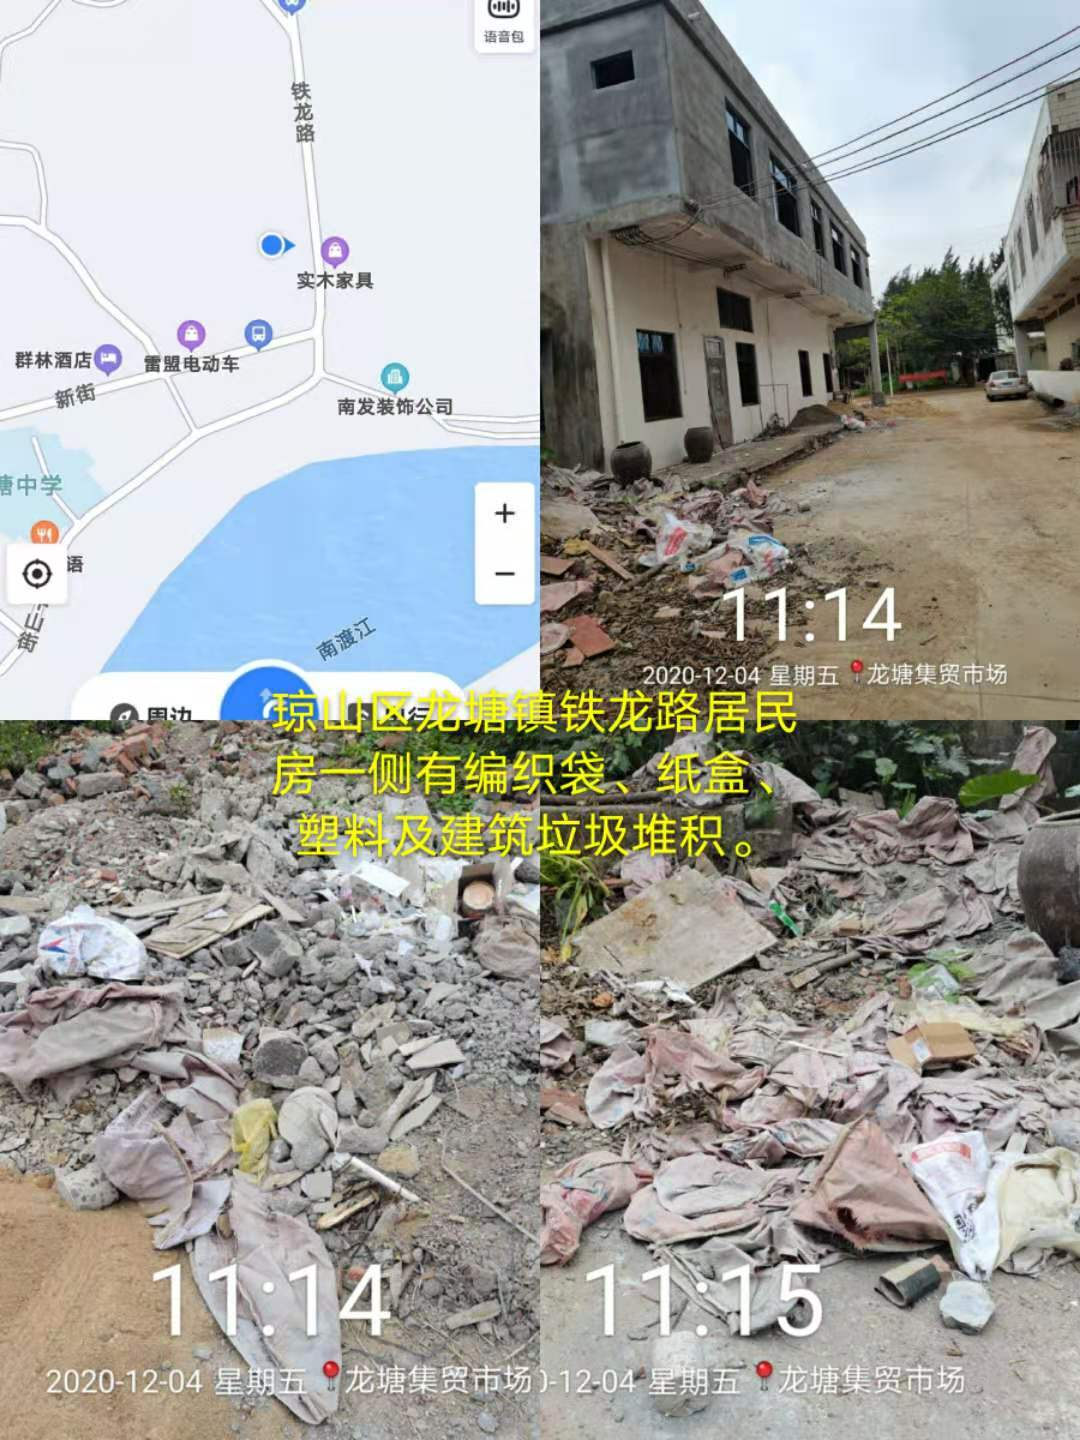 语音包
铁龙路
实木家具
群林酒店
雷盟电动车
新街
南发装饰公司
塘中学
语
山街
南渡江
周边
11:14
2020-12-04 星期五 龙塘集贸市场
琼山区龙塘镇铁龙路居民
房一侧有编织袋、纸盒、
塑料及建筑垃圾堆积。
11:14
2020-12-04 星期五 龙塘集贸市场
11:15
-12-04 星期五 龙塘集贸市场